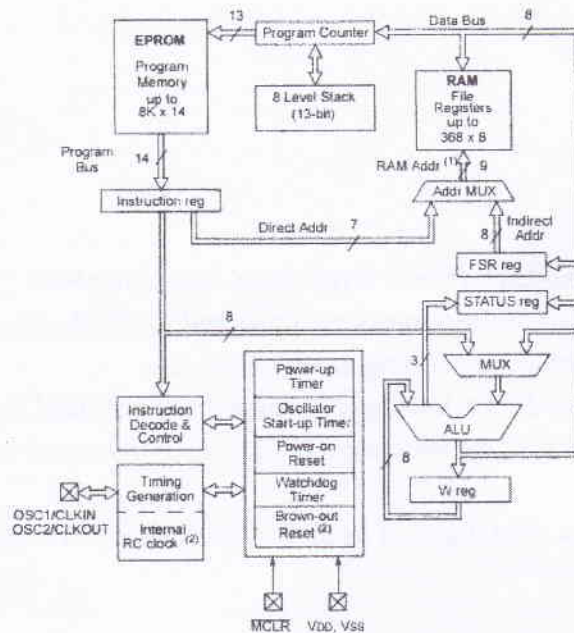 13
Data Bus
8
EPROM
Program
Memory
up to
8K x 14
Program Counter
8 Level Stack
(13-bit)
RAM
File
Registers
up to
368 x 8
Program
Bus
14
RAM Addr (1)
9
Instruction reg
Addr MUX
Direct Addr
7
8
Indirect
Addr
FSR reg
STATUS reg
8
3
MUX
ALU
8
W reg
Power-up
Timer
Oscillator
Start-up Timer
Power-on
Reset
Watchdog
Timer
Brown-out
Reset (2)
Instruction
Decode &
Control
Timing
Generation
Internal
RC clock (2)
OSC1/CLKIN
OSC2/CLKOUT
MCLR
VDD, VSS